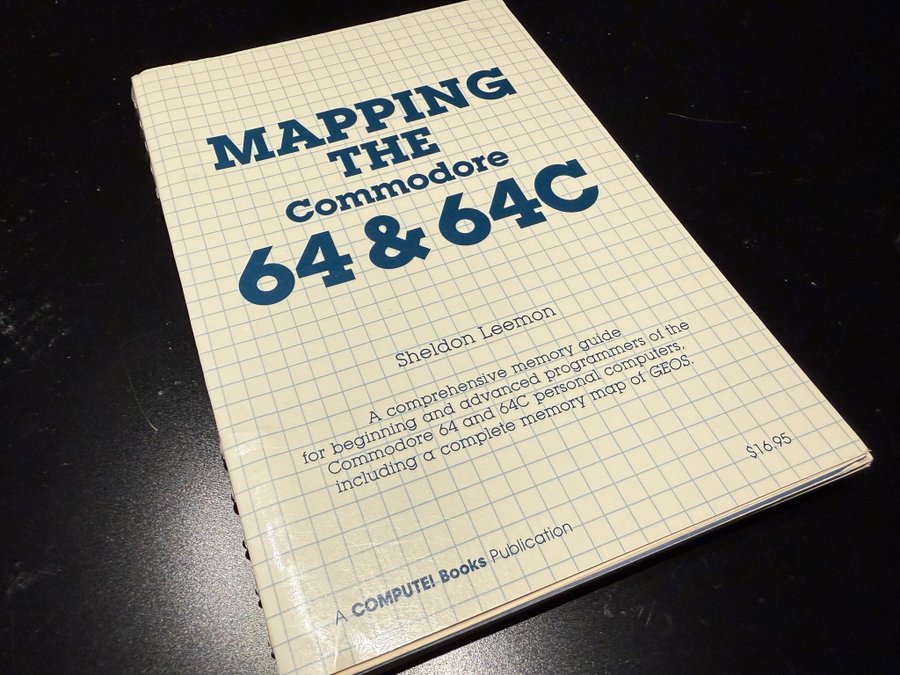 MAPPING
THE
Commodore
64 & 64C
Sheldon Leemon
A comprehensive memory guide
for beginning and advanced programmers of the
Commodore 64 and 64C personal computers,
including a complete memory map of GEOS.
$16.95
A COMPUTE! Books Publication